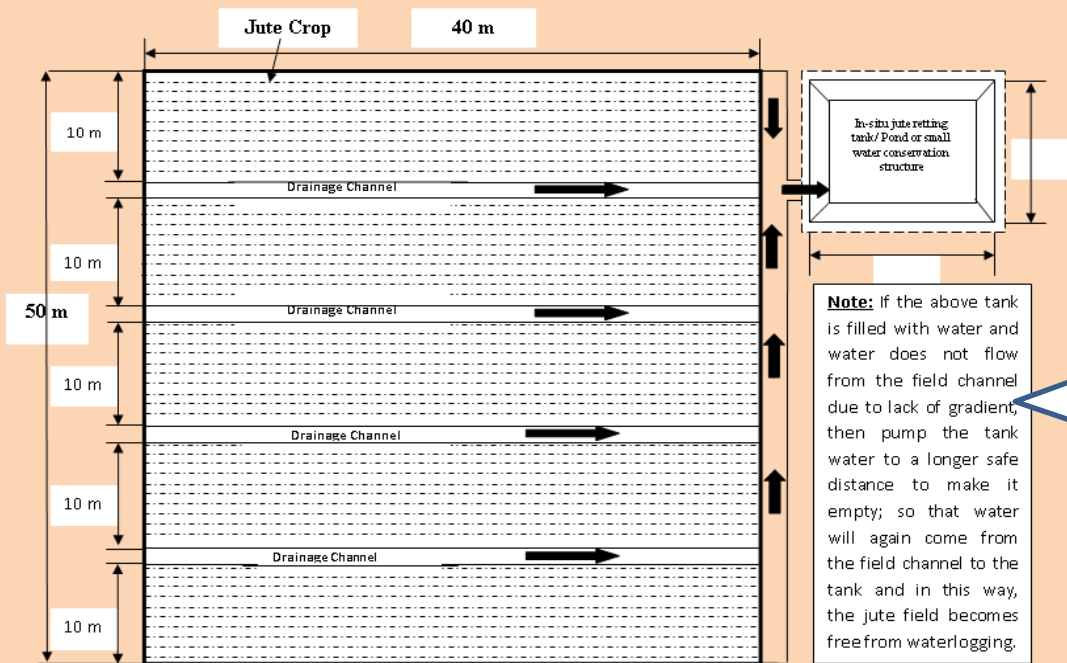 Jute Crop
40 m
10 m
In-situ jute retting
tank/ Pond or small
water conservation
structure
Drainage Channel
10 m
50 m
Drainage Channel
Note: If the above tank
is filled with water and
water does not flow
from the field channel
due to lack of gradient,
then pump the tank
water to a longer safe
distance to make it
empty; so that water
will again come from
the field channel to the
tank and in this way,
the jute field becomes
free from waterlogging.
10 m
Drainage Channel
10 m
Drainage Channel
10 m